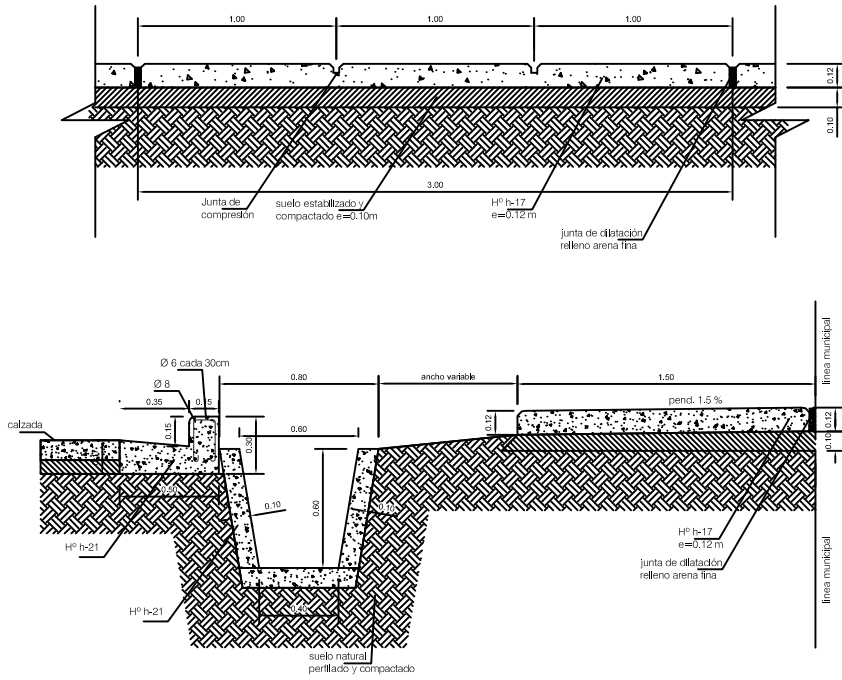 1.00
1.00
1.00
0.12
0.10
3.00
Junta de
compresión
suelo estabilizado y
compactado e=0.10m
Hº h-17
e=0.12 m
junta de dilatación
relleno arena fina
linea municipal
Ø 6 cada 30cm
Ø 8
0.80
ancho variable
1.50
0.35
0.15
pend. 1.5 %
calzada
0.15
0.30
0.60
0.12
0.12
0.10
0.60
0.10
0.10
Hº h-21
0.40
Hº h-21
Hº h-17
e=0.12 m
junta de dilatación
relleno arena fina
linea municipal
suelo natural
perfilado y compactado